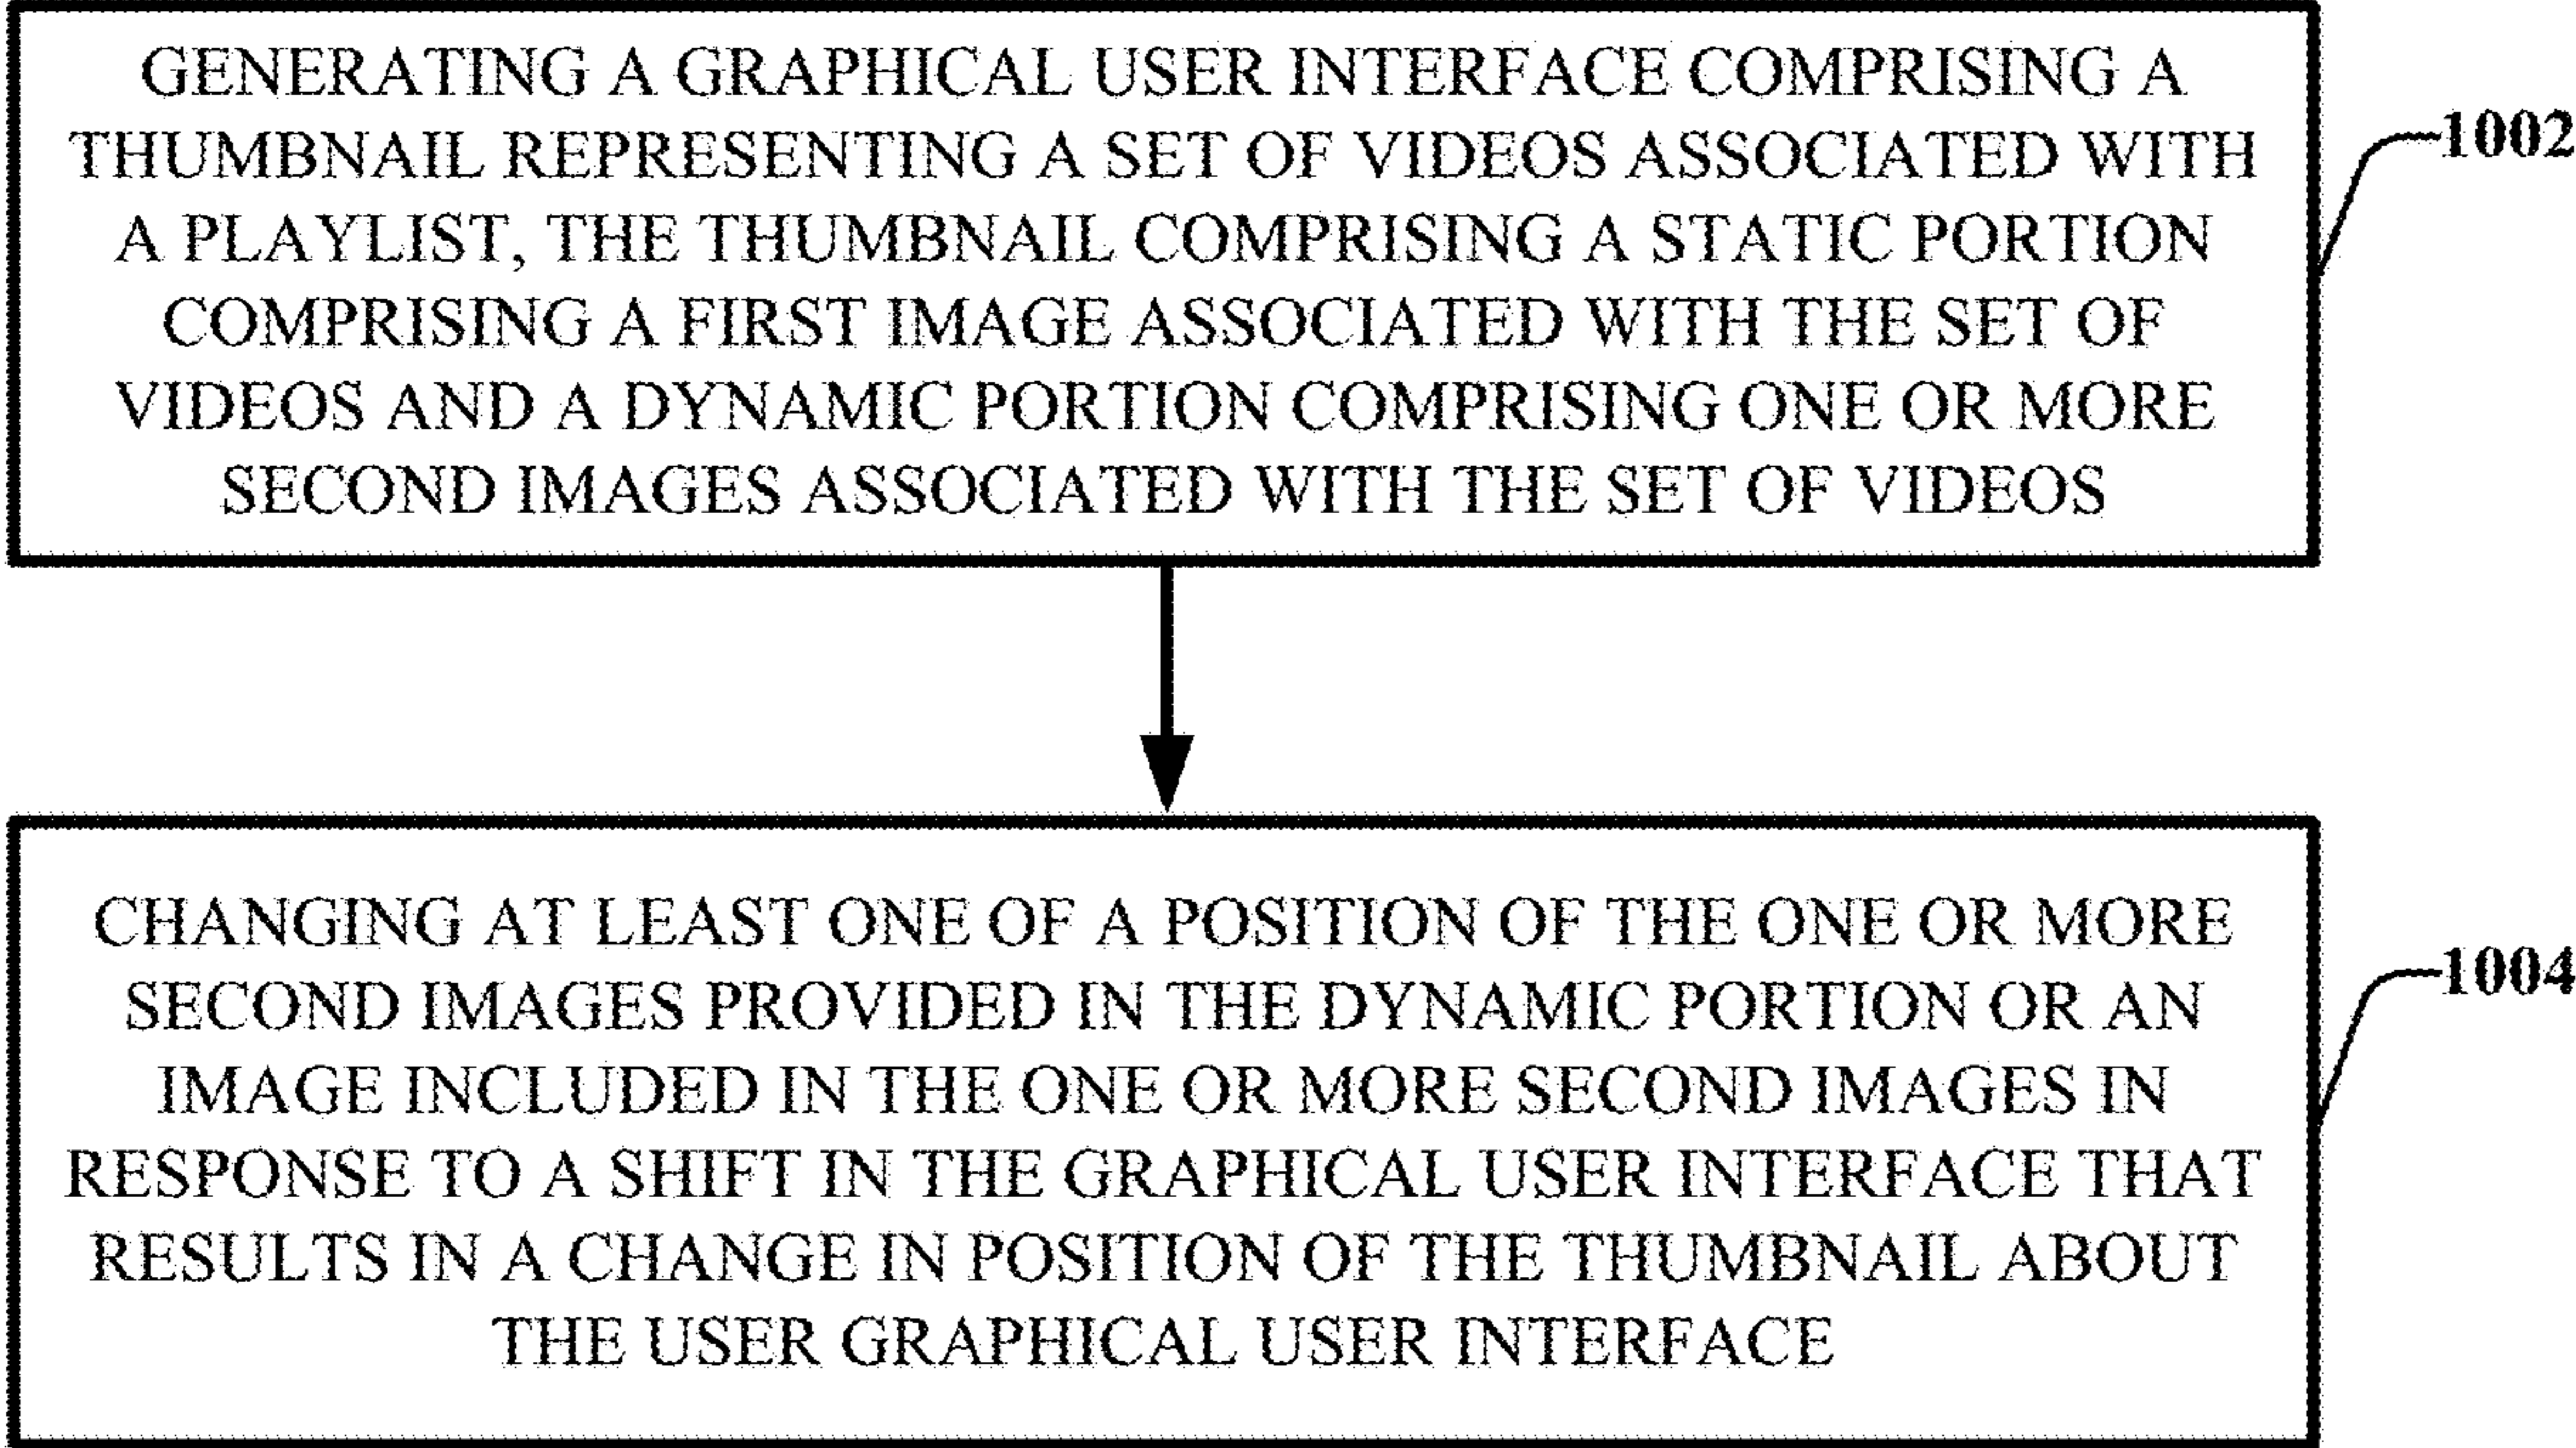 GENERATING A GRAPHICAL USER INTERFACE COMPRISING A
THUMBNAIL REPRESENTING A SET OF VIDEOS ASSOCIATED WITH
A PLAYLIST, THE THUMBNAIL COMPRISING A STATIC PORTION
COMPRISING A FIRST IMAGE ASSOCIATED WITH THE SET OF
VIDEOS AND A DYNAMIC PORTION COMPRISING ONE OR MORE
SECOND IMAGES ASSOCIATED WITH THE SET OF VIDEOS
1002
CHANGING AT LEAST ONE OF A POSITION OF THE ONE OR MORE
SECOND IMAGES PROVIDED IN THE DYNAMIC PORTION OR AN
IMAGE INCLUDED IN THE ONE OR MORE SECOND IMAGES IN
RESPONSE TO A SHIFT IN THE GRAPHICAL USER INTERFACE THAT
RESULTS IN A CHANGE IN POSITION OF THE THUMBNAIL ABOUT
THE USER GRAPHICAL USER INTERFACE
1004